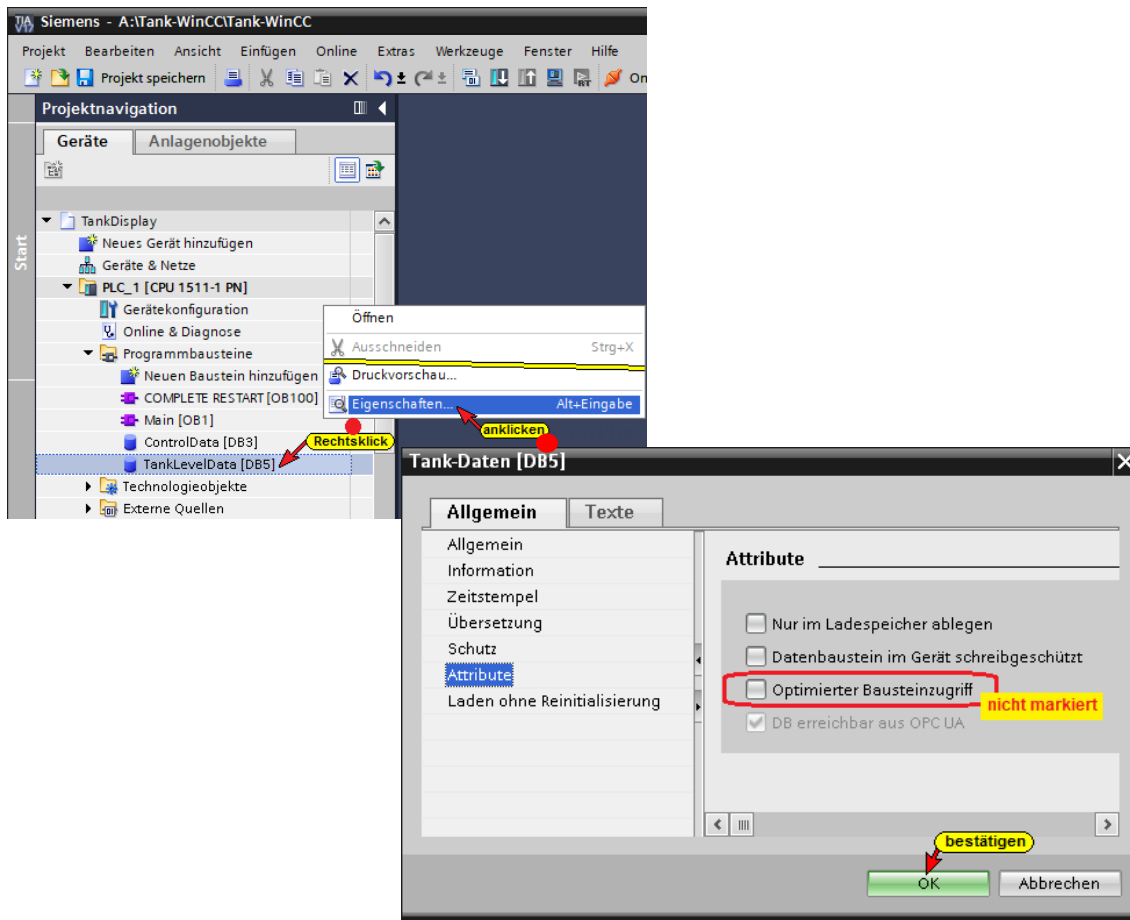 Siemens - A:\Tank-WinCC\Tank-WinCC
Projekt Bearbeiten Ansicht Einfügen Online Extras Werkzeuge Fenster Hilfe
Projekt speichern On
Projektnavigation
Geräte Anlagenobjekte
Start
TankDisplay
Neues Gerät hinzufügen
Geräte & Netze
PLC_1 [CPU 1511-1 PN]
Gerätekonfiguration
Online & Diagnose
Programmbausteine
Neuen Baustein hinzufügen
COMPLETE RESTART [OB100]
Main [OB1]
ControlData [DB3]
TankLevelData [DB5]
Technologieobjekte
Externe Quellen
Öffnen
Ausschneiden Strg+X
Druckvorschau...
Eigenschaften... Alt+Eingabe
anklicken
Rechtsklick
Tank-Daten [DB5]
Allgemein Texte
Allgemein
Information
Zeitstempel
Übersetzung
Schutz
Attribute
Laden ohne Reinitialisierung
Attribute
Nur im Ladespeicher ablegen
Datenbaustein im Gerät schreibgeschützt
Optimierter Bausteinzugriff
nicht markiert
DB erreichbar aus OPC UA
bestätigen
OK Abbrechen